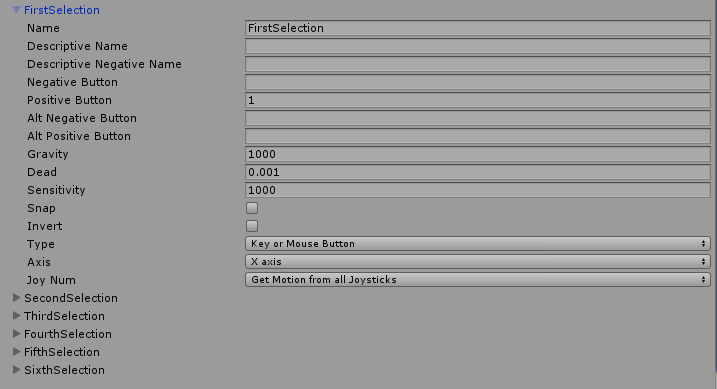 FirstSelection
Name FirstSelection
Descriptive Name
Descriptive Negative Name
Negative Button
Positive Button 1
Alt Negative Button
Alt Positive Button
Gravity 1000
Dead 0.001
Sensitivity 1000
Snap
Invert
Type Key or Mouse Button
Axis X axis
Joy Num Get Motion from all Joysticks
SecondSelection
ThirdSelection
FourthSelection
FifthSelection
SixthSelection